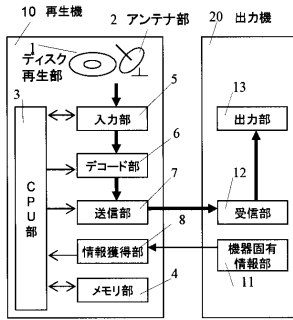 10 再生機
2 アンテナ部
20 出力機
1
ディスク
再生部
3
5
13
入力部
出力部
6
デコード部
7
12
CPU部
送信部
受信部
8
情報獲得部
機器固有
情報部
4
11
メモリ部